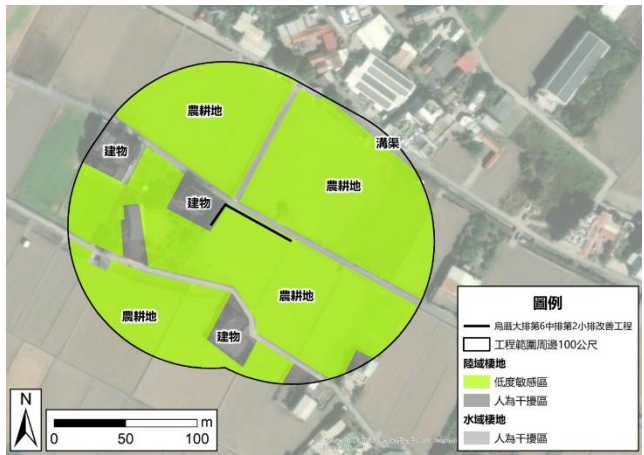 農耕地
溝渠
建物
農耕地
建物
農耕地
農耕地
建物
圖例
烏厝大排第6中排第2小排改善工程
工程範圍周邊100公尺
陸域棲地
低度敏感區
人為干擾區
水域棲地
人為干擾區
N
m
0 50 100